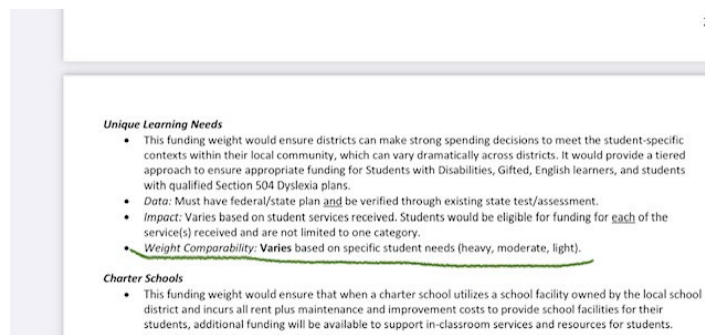 Unique Learning Needs
• This funding weight would ensure districts can make strong spending decisions to meet the student-specific
contexts within their local community, which can vary dramatically across districts. It would provide a tiered
approach to ensure appropriate funding for Students with Disabilities, Gifted, English learners, and students
with qualified Section 504 Dyslexia plans.
• Data: Must have federal/state plan and be verified through existing state test/assessment.
• Impact: Varies based on student services received. Students would be eligible for funding for each of the
service(s) received and are not limited to one category.
• Weight Comparability: Varies based on specific student needs (heavy, moderate, light).
Charter Schools
• This funding weight would ensure that when a charter school utilizes a school facility owned by the local school
district and incurs all rent plus maintenance and improvement costs to provide school facilities for their
students, additional funding will be available to support in-classroom services and resources for students.